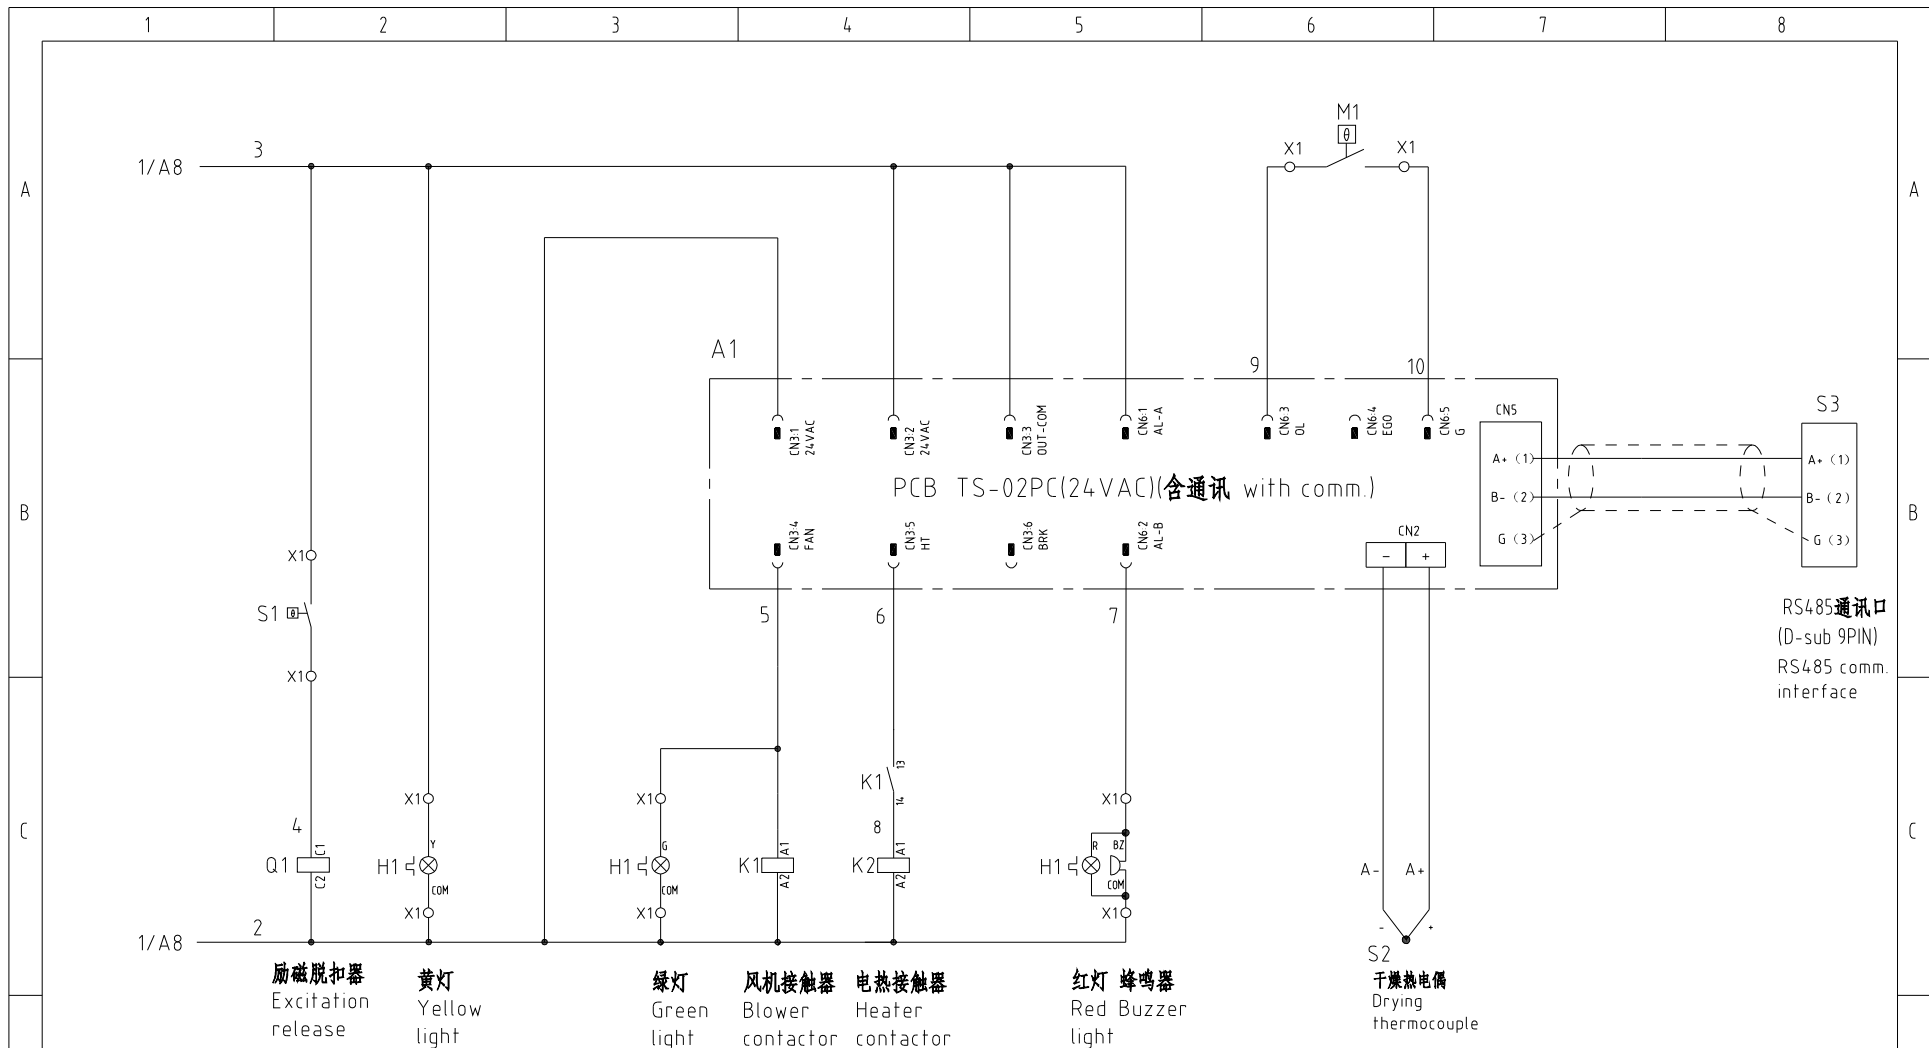 1 2 3 4 5 6 7 8
M1
θ
X1 X1
3
1/A8
A A
A1
9 10
CN3:1
24VAC
CN3:2
24VAC
CN3:3
OUT-COM
CN6:1
AL-A
CN6:3
OL
CN6:4
EGO
CN6:5
G
CN5
S3
A+ (1)
A+ (1)
PCB TS-02PC(24VAC)(含通讯 with comm.)
B- (2)
B- (2)
B B
CN3:4
FAN
CN3:5
HT
CN3:6
BRK
CN6:2
AL-B
CN2
- +
G (3)
G (3)
X1
S1 θ
5 6 7
RS485通讯口
(D-sub 9PIN)
RS485 comm.
interface
X1
K1 13
14
X1 X1 X1
4
8
C C
Q1 C1
C2
H1 Y
COM
H1 G
COM
K1 A1
A2
K2 A1
A2
H1 R BZ
COM
A- A+
X1 X1 X1
2
1/A8
- +
S2
励磁脱扣器
Excitation
release
黄灯
Yellow
light
绿灯
Green
light
风机接触器
Blower
contactor
电热接触器
Heater
contactor
红灯 蜂鸣器
Red Buzzer
light
干燥热电偶
Drying
thermocouple